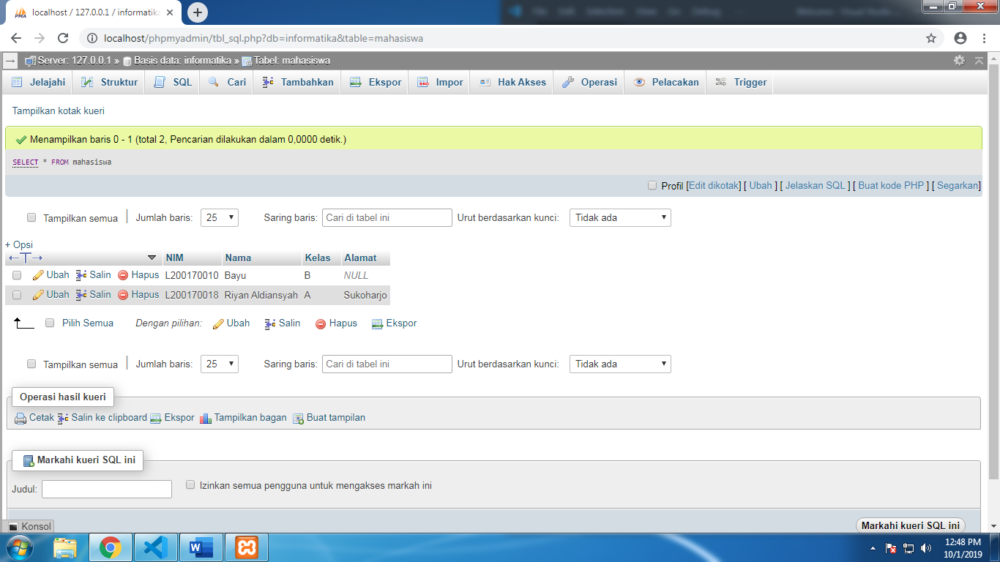 localhost / 127.0.0.1 / informatika
localhost/phpmyadmin/tbl_sql.php?db=informatika&table=mahasiswa
Server: 127.0.0.1 » Basis data: informatika » Tabel: mahasiswa
Jelajahi Struktur SQL Cari Tambahkan Ekspor Impor Hak Akses Operasi Pelacakan Trigger
Tampilkan kotak kueri
Menampilkan baris 0 - 1 (total 2, Pencarian dilakukan dalam 0,0000 detik.)
SELECT * FROM mahasiswa
Profil [Edit dikotak] [ Ubah ] [ Jelaskan SQL ] [ Buat kode PHP ] [ Segarkan]
Tampilkan semua Jumlah baris: 25 Saring baris: Cari di tabel ini Urut berdasarkan kunci: Tidak ada
+ Opsi
←T→ NIM Nama Kelas Alamat
Ubah Salin Hapus L200170010 Bayu B NULL
Ubah Salin Hapus L200170018 Riyan Aldiansyah A Sukoharjo
Pilih Semua Dengan pilihan: Ubah Salin Hapus Ekspor
Tampilkan semua Jumlah baris: 25 Saring baris: Cari di tabel ini Urut berdasarkan kunci: Tidak ada
Operasi hasil kueri
Cetak Salin ke clipboard Ekspor Tampilkan bagan Buat tampilan
Markahi kueri SQL ini
Judul: Izinkan semua pengguna untuk mengakses markah ini
Konsol Markahi kueri SQL ini
12:48 PM
10/1/2019